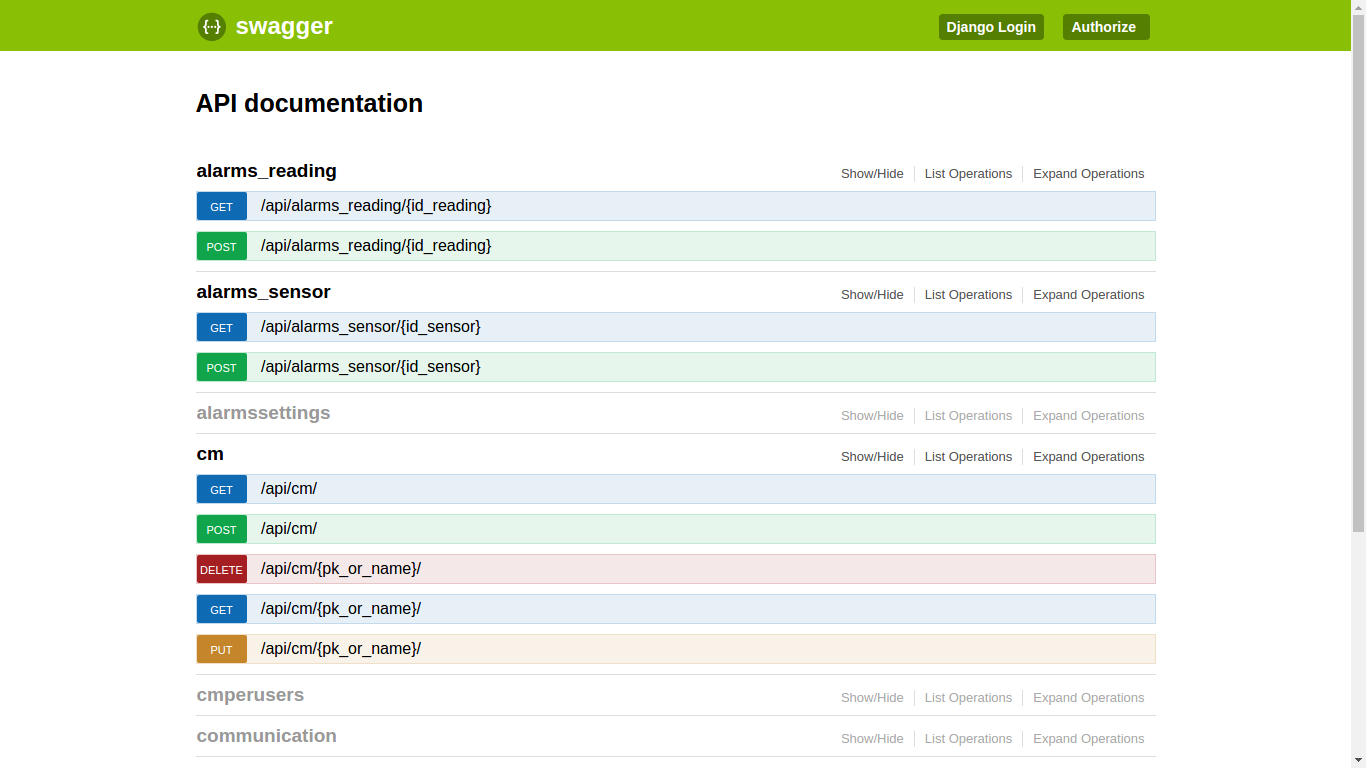 swagger Django Login Authorize
API documentation
alarms_reading Show/Hide List Operations Expand Operations
GET /api/alarms_reading/{id_reading}
POST /api/alarms_reading/{id_reading}
alarms_sensor Show/Hide List Operations Expand Operations
GET /api/alarms_sensor/{id_sensor}
POST /api/alarms_sensor/{id_sensor}
alarmssettings Show/Hide List Operations Expand Operations
cm Show/Hide List Operations Expand Operations
GET /api/cm/
POST /api/cm/
DELETE /api/cm/{pk_or_name}/
GET /api/cm/{pk_or_name}/
PUT /api/cm/{pk_or_name}/
cmperusers Show/Hide List Operations Expand Operations
communication Show/Hide List Operations Expand Operations